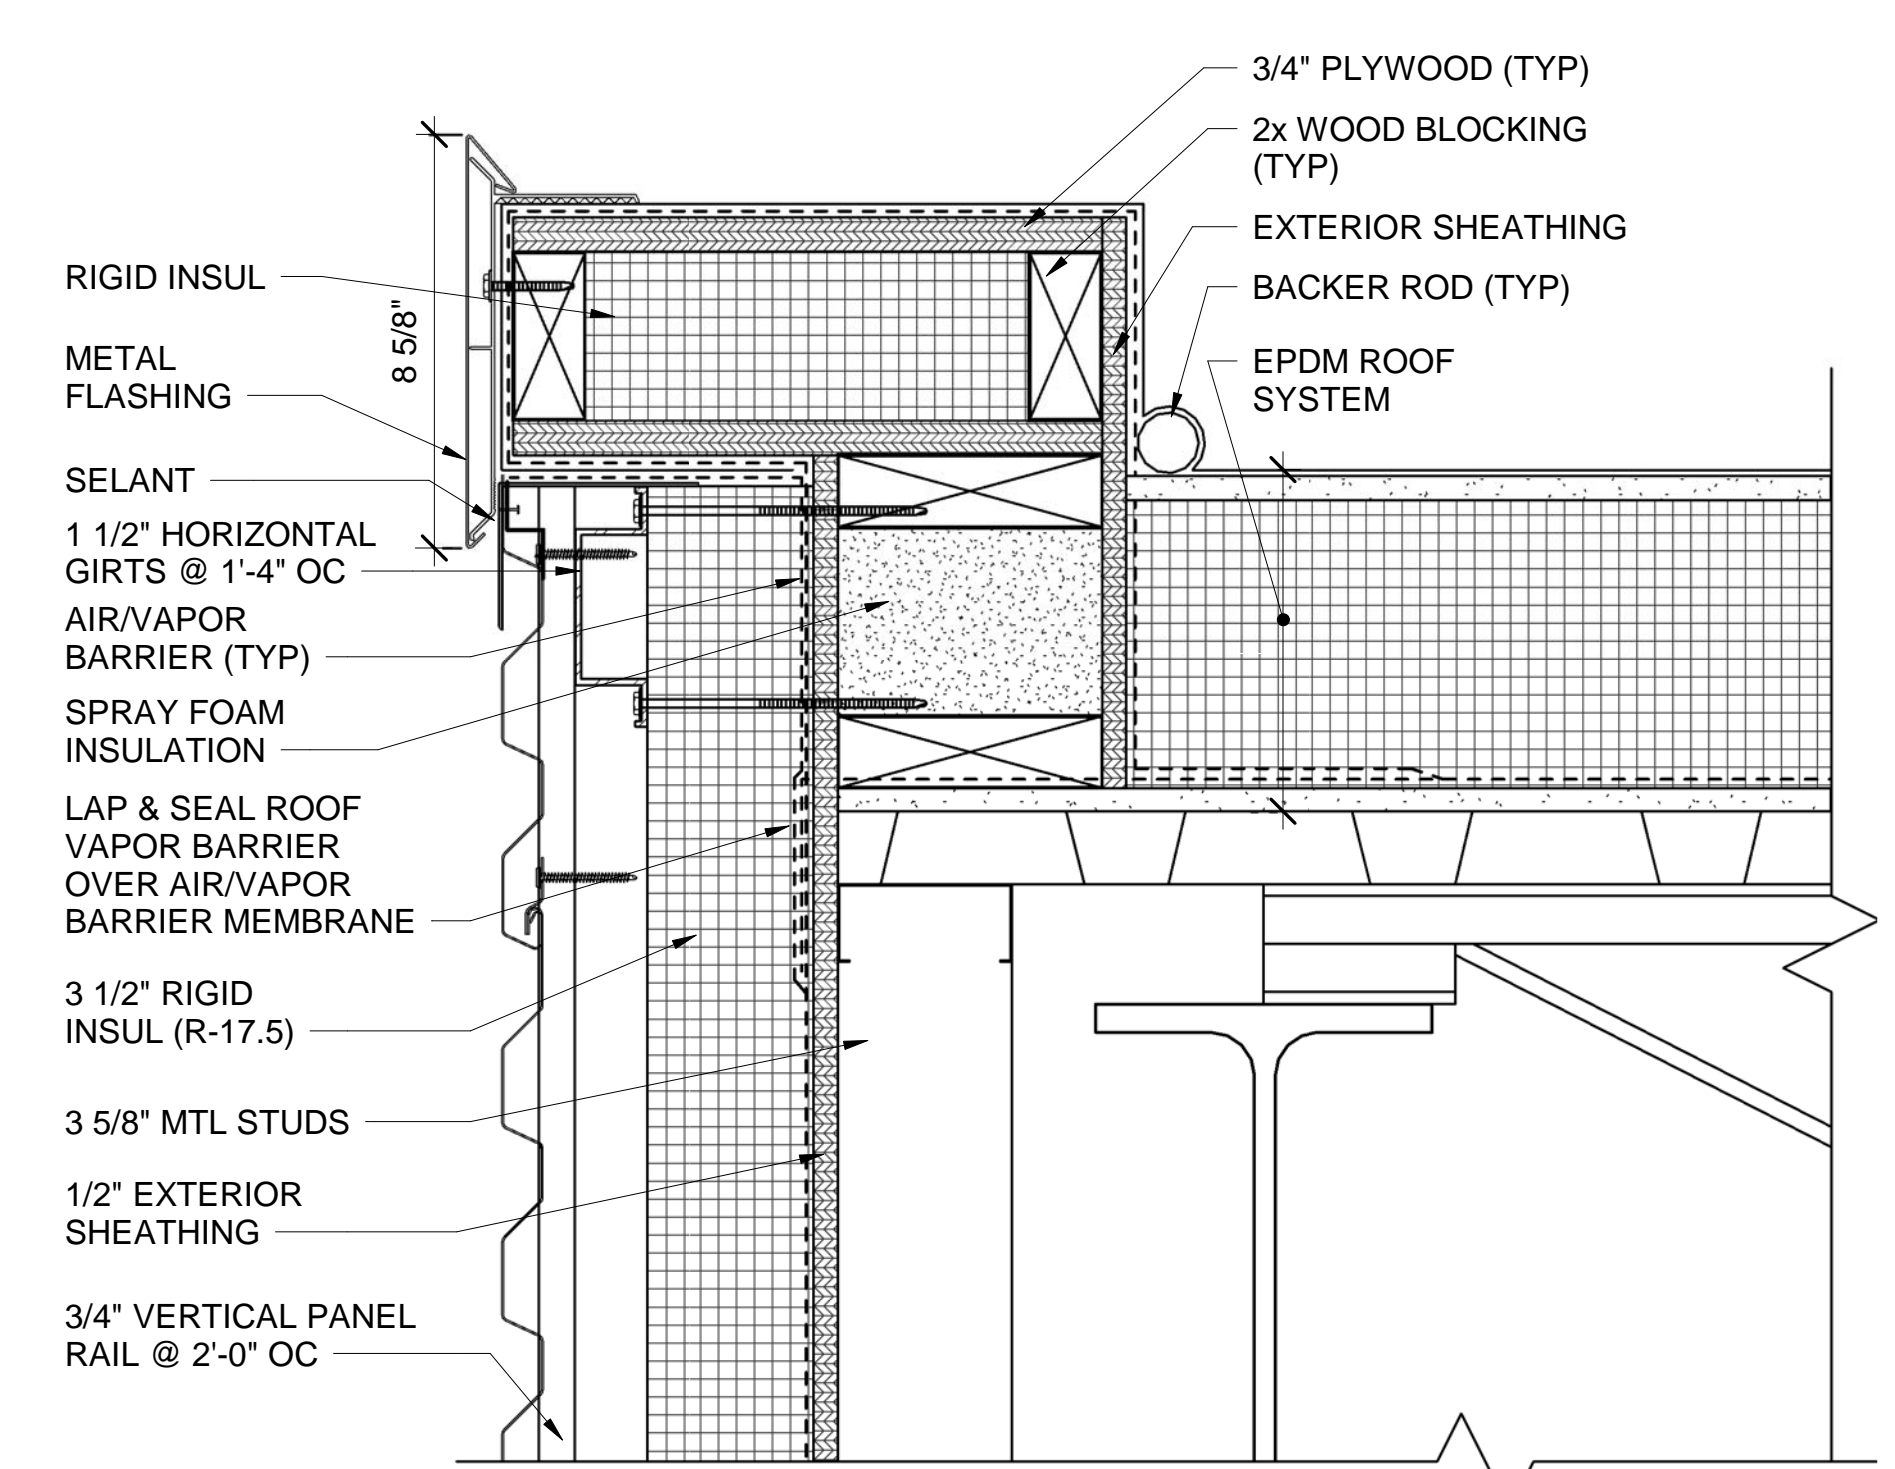 3/4" PLYWOOD (TYP)
2x WOOD BLOCKING
(TYP)
EXTERIOR SHEATHING
BACKER ROD (TYP)
EPDM ROOF
SYSTEM
RIGID INSUL
8 5/8"
METAL
FLASHING
SELANT
1 1/2" HORIZONTAL
GIRTS @ 1'-4" OC
AIR/VAPOR
BARRIER (TYP)
SPRAY FOAM
INSULATION
LAP & SEAL ROOF
VAPOR BARRIER
OVER AIR/VAPOR
BARRIER MEMBRANE
3 1/2" RIGID
INSUL (R-17.5)
3 5/8" MTL STUDS
1/2" EXTERIOR
SHEATHING
3/4" VERTICAL PANEL
RAIL @ 2'-0" OC